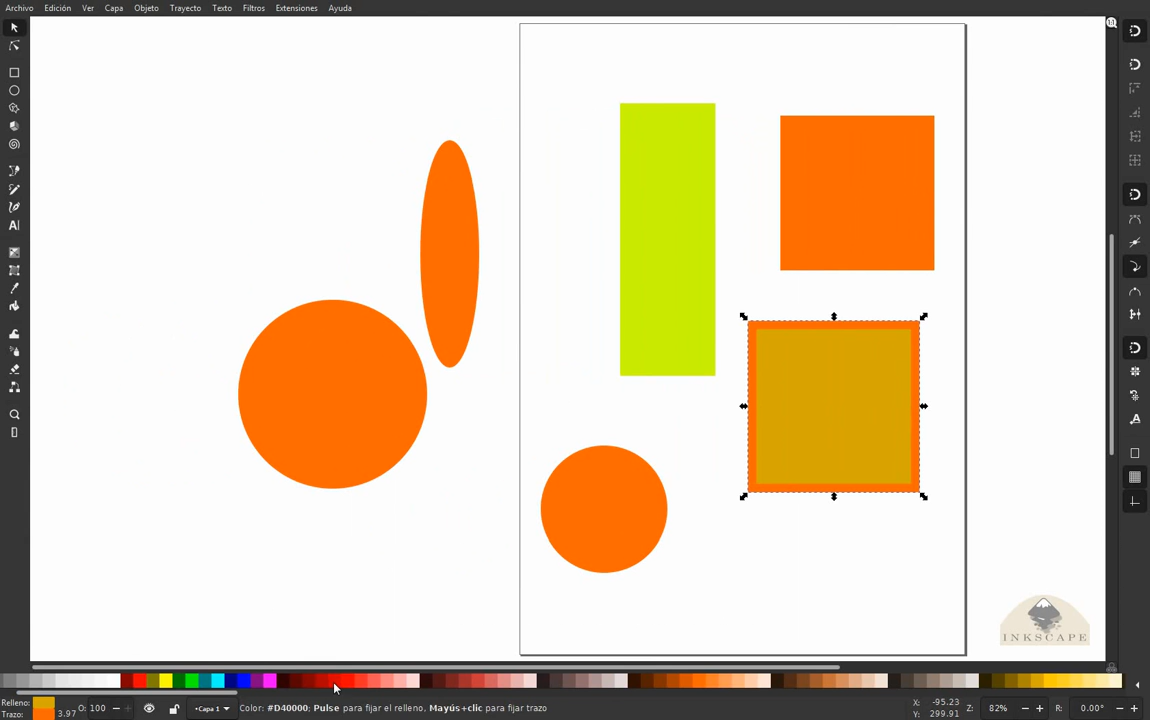 Archivo Edición Ver Capa Objeto Trayecto Texto Filtros Extensiones Ayuda
INKSCAPE
Relleno: O: 100 Capa 1 Color: #D40000; Pulse para fijar el relleno, Mayús+clic para fijar trazo X: -95.23 Z: 82% R: 0.00°
Trazo: 3.97 Y: 299.91